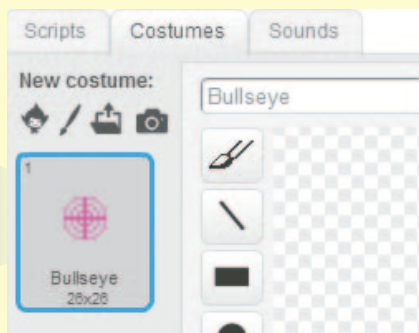 Scripts Costumes Sounds
New costume:
Bullseye
1
Bullseye
26x26